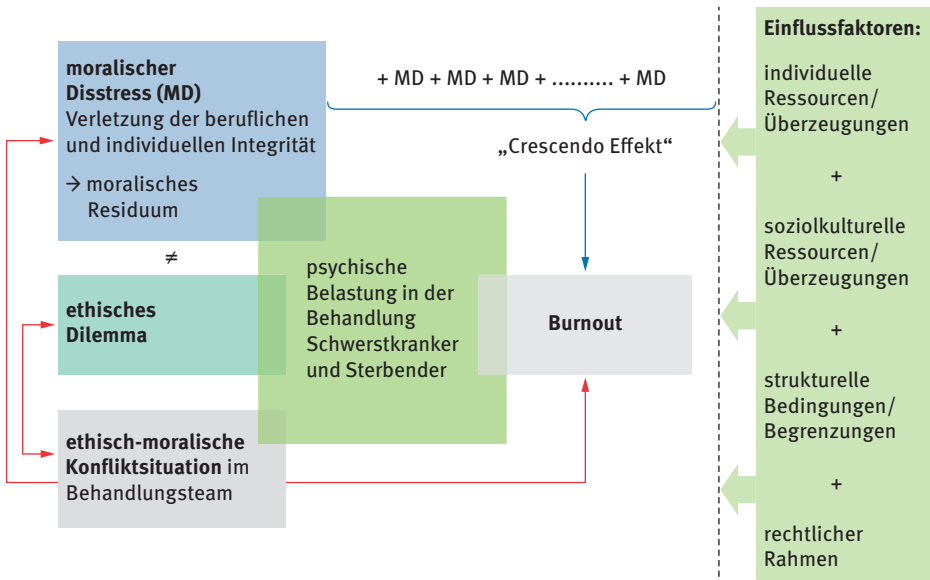 moralischer
Disstress (MD)
Verletzung der beruflichen
und individuellen Integrität
→ moralisches
Residuum
≠
ethisches
Dilemma
ethisch-moralische
Konfliktsituation im
Behandlungsteam
psychische
Belastung in der
Behandlung
Schwerstkranker
und Sterbender
+ MD + MD + MD + .......... + MD
„Crescendo Effekt“
Burnout
Einflussfaktoren:
individuelle
Ressourcen/
Überzeugungen
+
soziolkulturelle
Ressourcen/
Überzeugungen
+
strukturelle
Bedingungen/
Begrenzungen
+
rechtlicher
Rahmen